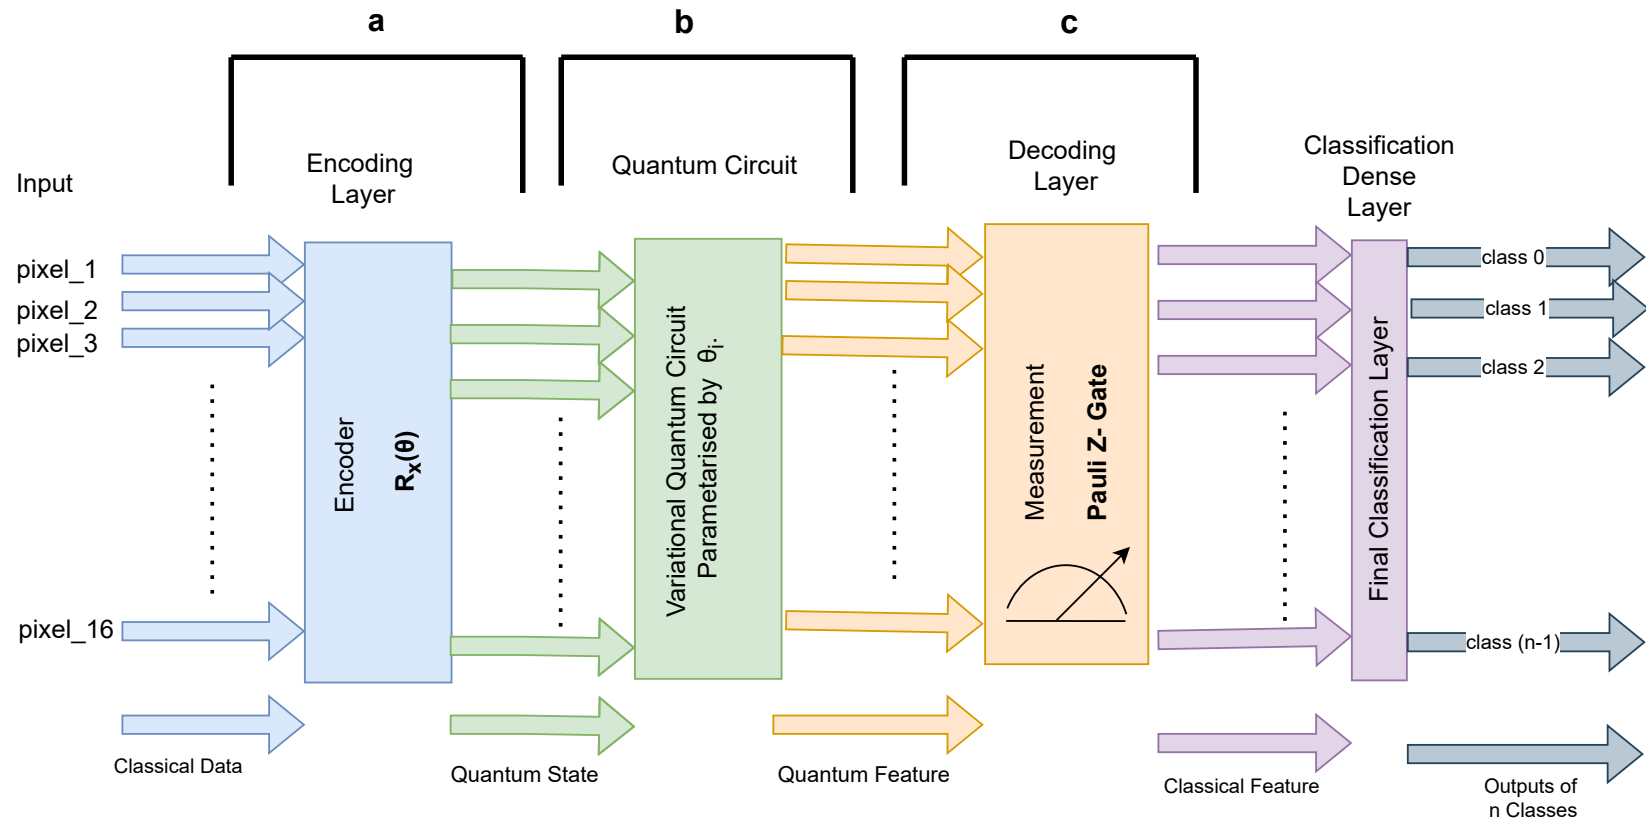 a
b
c
Encoding
Layer
Quantum Circuit
Decoding
Layer
Classification
Dense
Layer
Input
pixel_1
pixel_2
pixel_3
pixel_16
Encoder
Rx(θ)
Variational Quantum Circuit
Parametarised by θi.
Measurement
Pauli Z- Gate
Final Classification Layer
class 0
class 1
class 2
class (n-1)
Classical Data
Quantum State
Quantum Feature
Classical Feature
Outputs of
n Classes